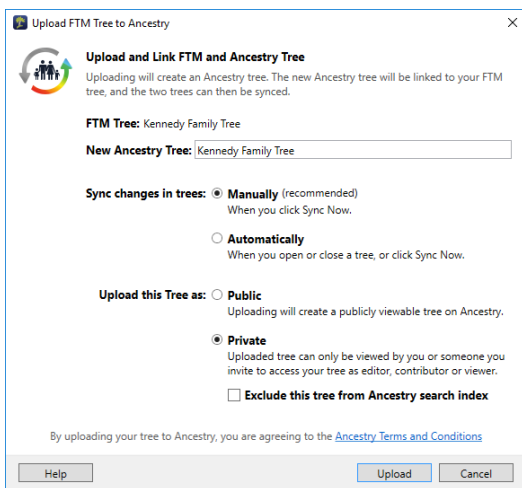 Upload FTM Tree to Ancestry
Upload and Link FTM and Ancestry Tree
Uploading will create an Ancestry tree. The new Ancestry tree will be linked to your FTM
tree, and the two trees can then be synced.
FTM Tree: Kennedy Family Tree
New Ancestry Tree: Kennedy Family Tree
Sync changes in trees: Manually (recommended)
When you click Sync Now.
Automatically
When you open or close a tree, or click Sync Now.
Upload this Tree as: Public
Uploading will create a publicly viewable tree on Ancestry.
Private
Uploaded tree can only be viewed by you or someone you
invite to access your tree as editor, contributor or viewer.
Exclude this tree from Ancestry search index
By uploading your tree to Ancestry, you are agreeing to the Ancestry Terms and Conditions
Help Upload Cancel